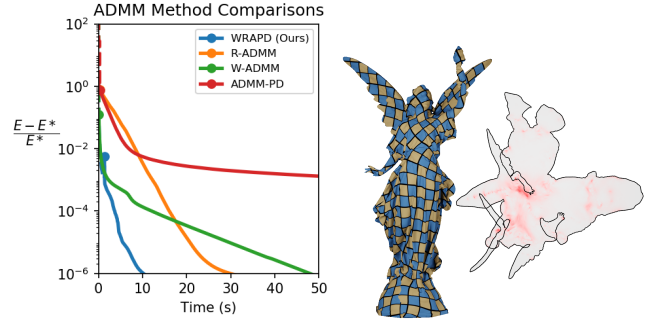 ADMM Method Comparisons
10^2
10^0
10^-2
10^-4
10^-6
E − E*
E*
WRAPD (Ours)
R-ADMM
W-ADMM
ADMM-PD
0 10 20 30 40 50
Time (s)